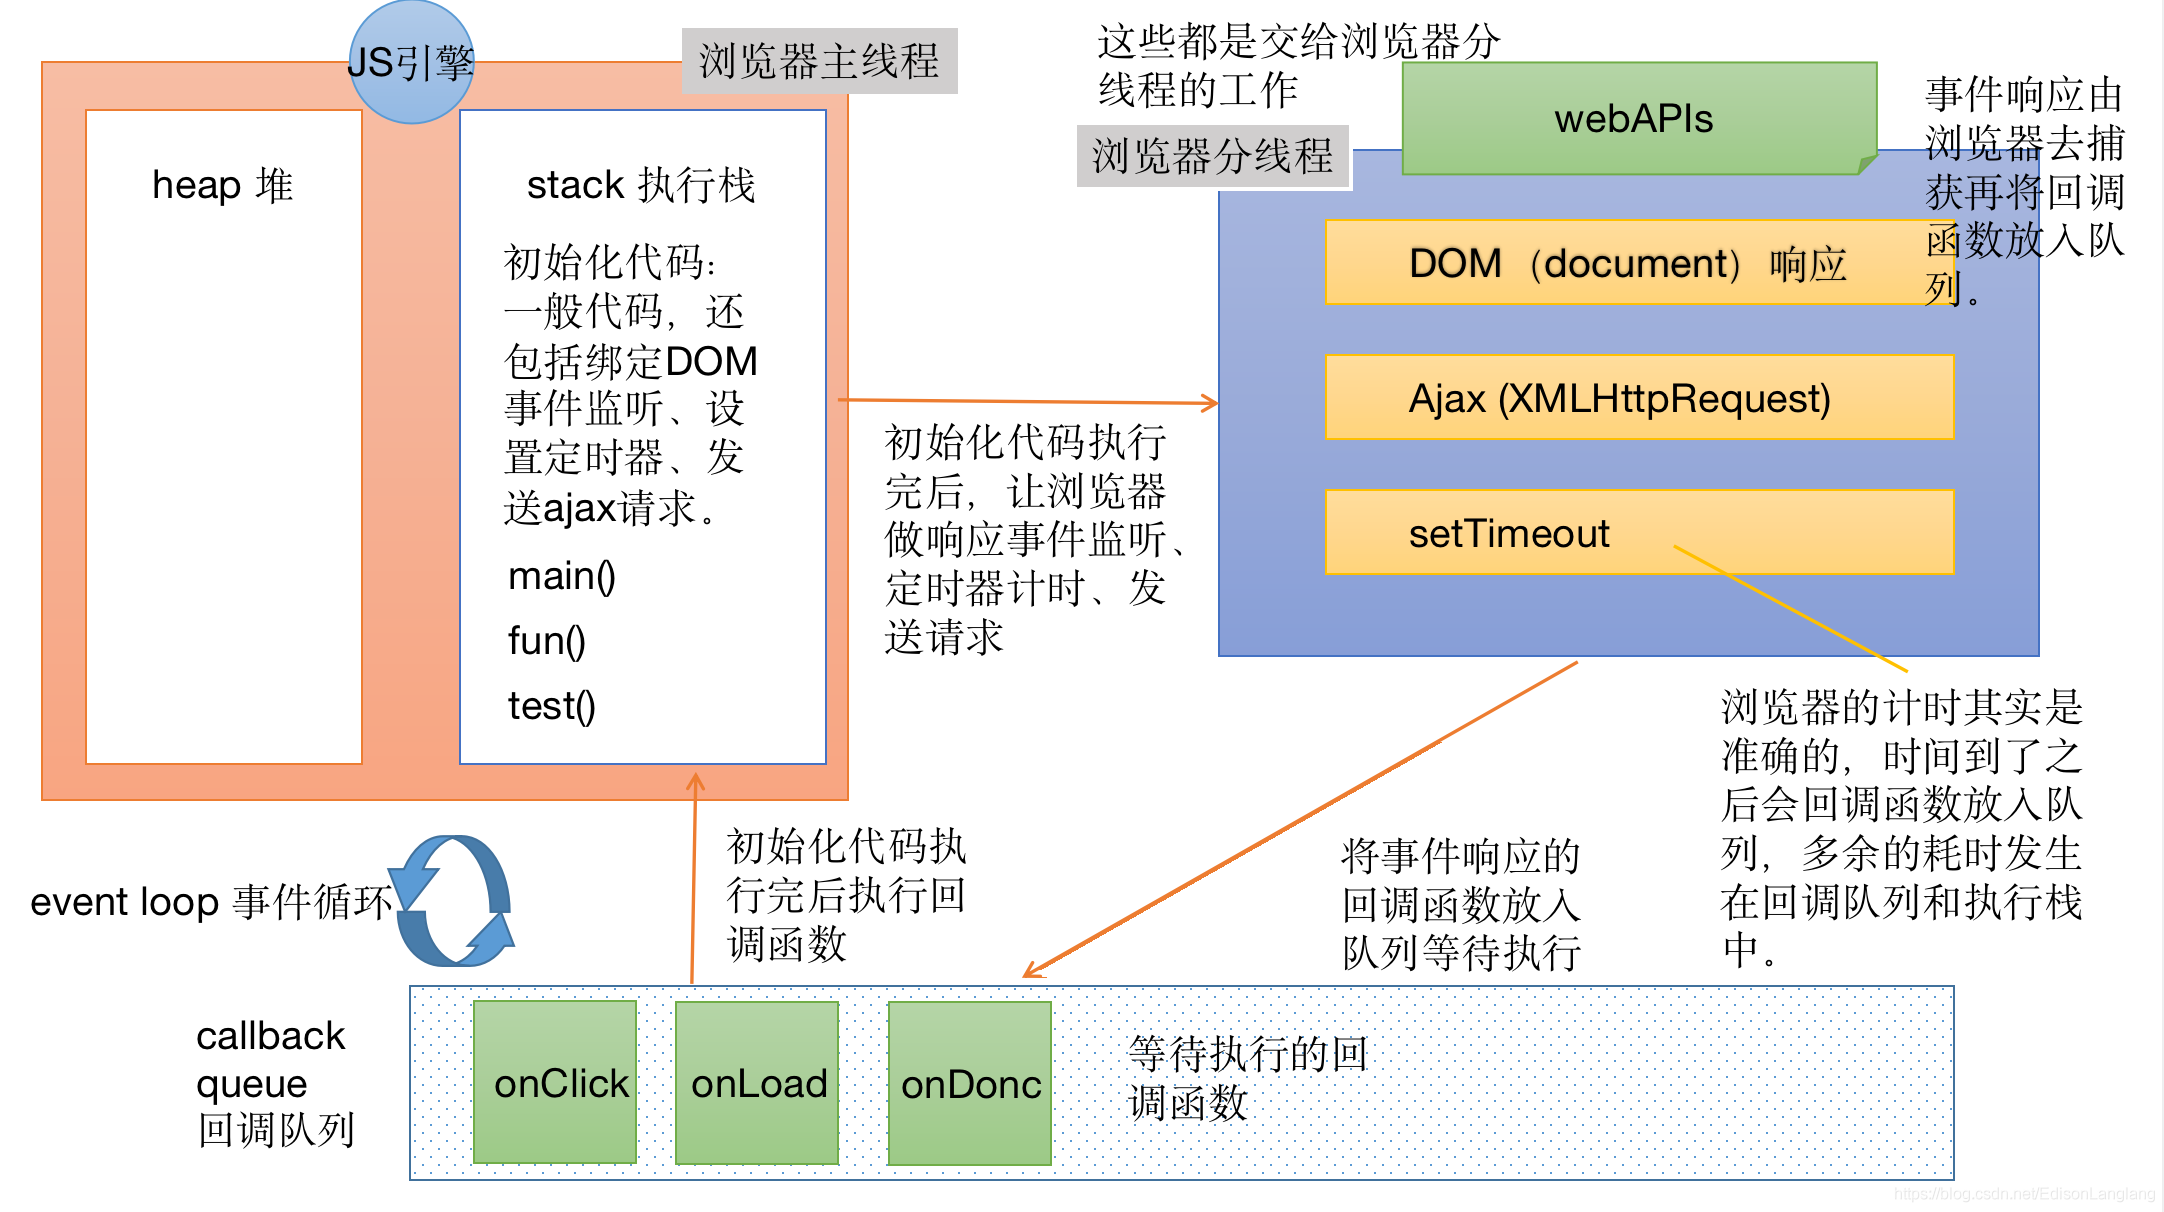 JS引擎
浏览器主线程
heap 堆
stack 执行栈
初始化代码:
一般代码，还
包括绑定DOM
事件监听、设
置定时器、发
送ajax请求。
main()
fun()
test()
初始化代码执行
完后，让浏览器
做响应事件监听、
定时器计时、发
送请求
这些都是交给浏览器分
线程的工作
浏览器分线程
webAPIs
事件响应由
浏览器去捕
获再将回调
函数放入队
列。
DOM（document）响应
Ajax (XMLHttpRequest)
setTimeout
浏览器的计时其实是
准确的，时间到了之
后会回调函数放入队
列，多余的耗时发生
在回调队列和执行栈
中。
event loop 事件循环
初始化代码执
行完后执行回
调函数
将事件响应的
回调函数放入
队列等待执行
callback
queue
回调队列
onClick
onLoad
onDonc
等待执行的回
调函数
https://blog.csdn.net/EdisonLanglang